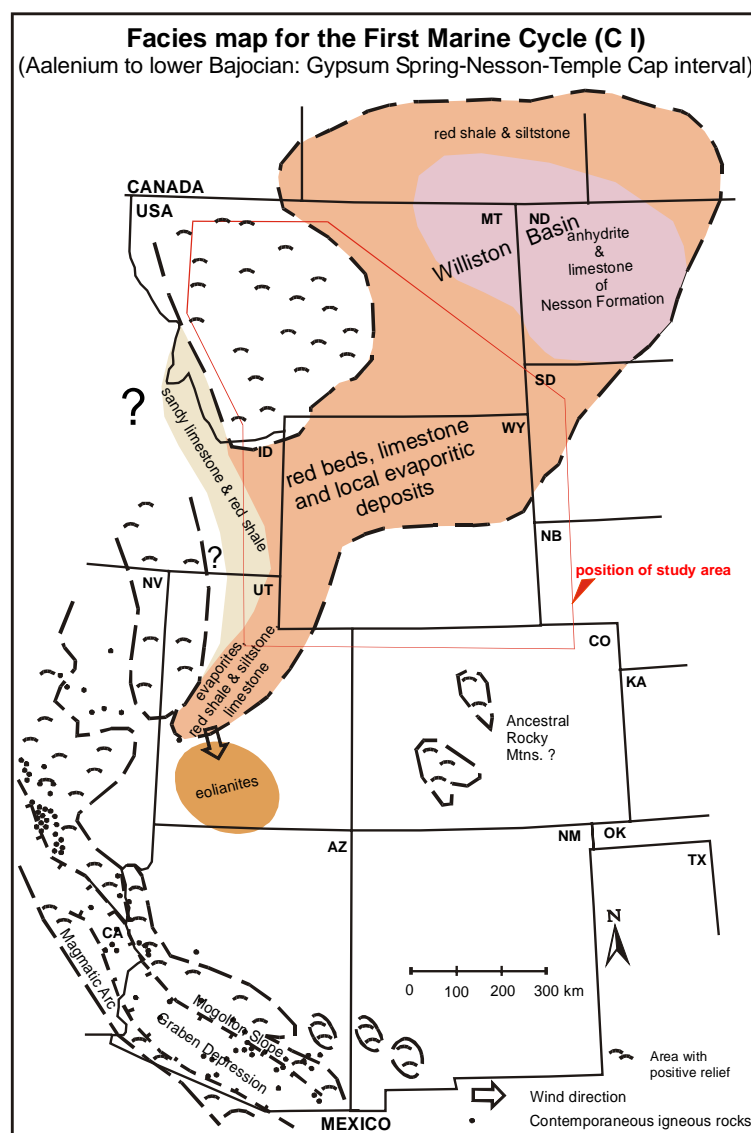 Facies map for the First Marine Cycle (C I)
(Aalenium to lower Bajocian: Gypsum Spring-Nesson-Temple Cap interval)
red shale & siltstone
CANADA
USA
MT
ND
Williston Basin
anhydrite
&
limestone
of
Nesson Formation
SD
?
sandy limestone & red shale
ID
WY
red beds, limestone
and local evaporitic
deposits
NB
?
NV
UT
position of study area
CO
KA
evaporites,
red shale & siltstone,
limestone
Ancestral
Rocky
Mtns. ?
eolianites
AZ
NM
OK
TX
CA
Magmatic Arc
Mogollon Slope
Graben Depression
N
0 100 200 300 km
Area with
positive relief
Wind direction
Contemporaneous igneous rocks
MEXICO